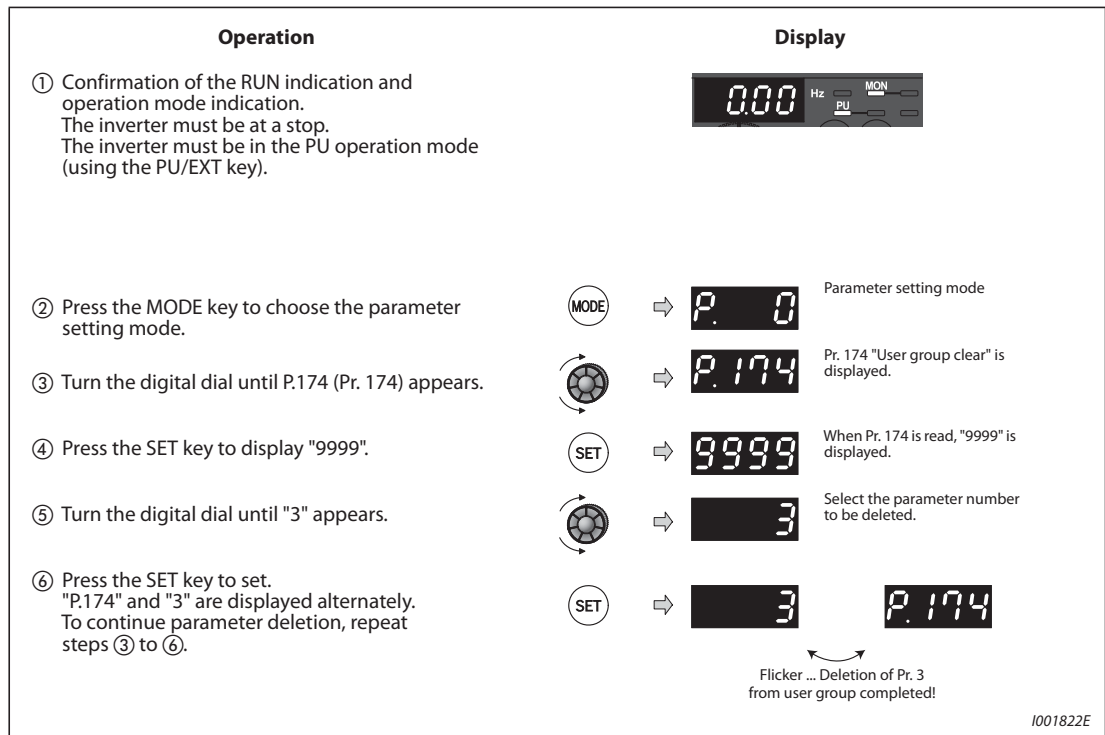 Operation
Display
① Confirmation of the RUN indication and
operation mode indication.
The inverter must be at a stop.
The inverter must be in the PU operation mode
(using the PU/EXT key).
0.00 Hz MON
PU
② Press the MODE key to choose the parameter
setting mode.
MODE
P. 0
Parameter setting mode
③ Turn the digital dial until P.174 (Pr. 174) appears.
P.174
Pr. 174 "User group clear" is
displayed.
④ Press the SET key to display "9999".
SET
9999
When Pr. 174 is read, "9999" is
displayed.
⑤ Turn the digital dial until "3" appears.
3
Select the parameter number
to be deleted.
⑥ Press the SET key to set.
"P.174" and "3" are displayed alternately.
To continue parameter deletion, repeat
steps ③ to ⑥.
SET
3
P.174
Flicker ... Deletion of Pr. 3
from user group completed!
I001822E